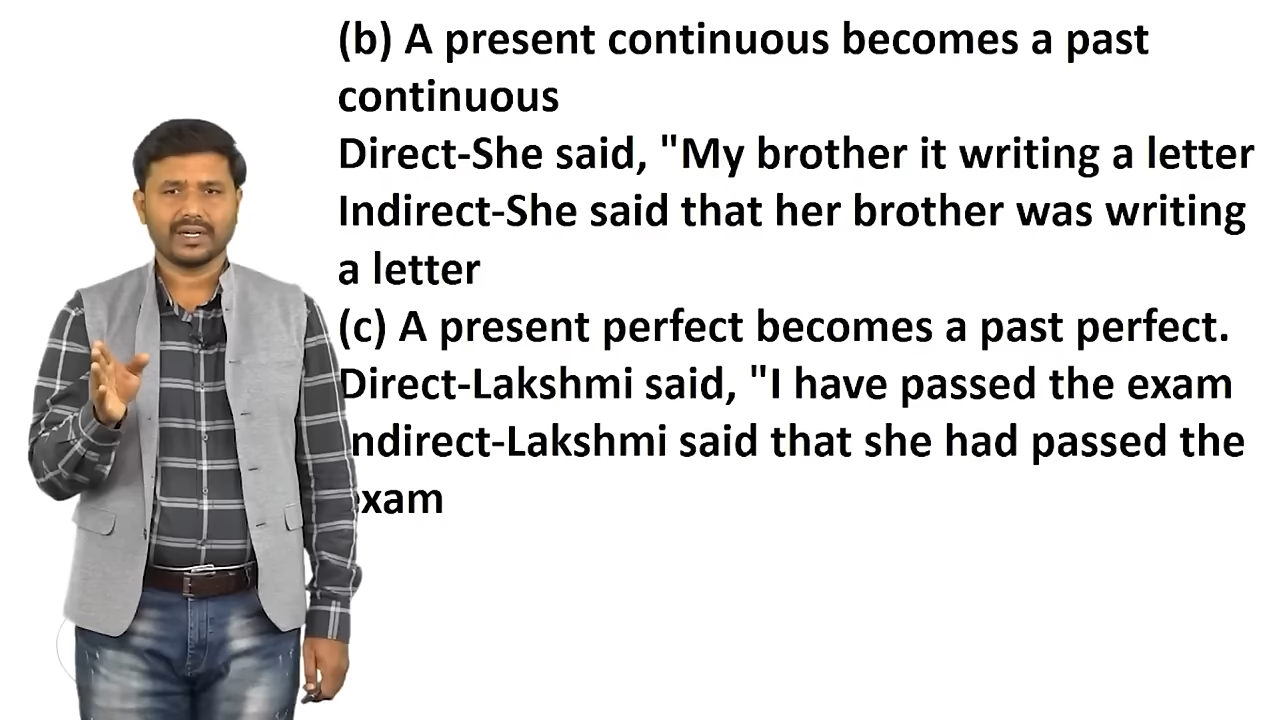 (b) A present continuous becomes a past
continuous
Direct-She said, "My brother it writing a letter
Indirect-She said that her brother was writing
a letter
(c) A present perfect becomes a past perfect.
Direct-Lakshmi said, "I have passed the exam
Indirect-Lakshmi said that she had passed the
exam